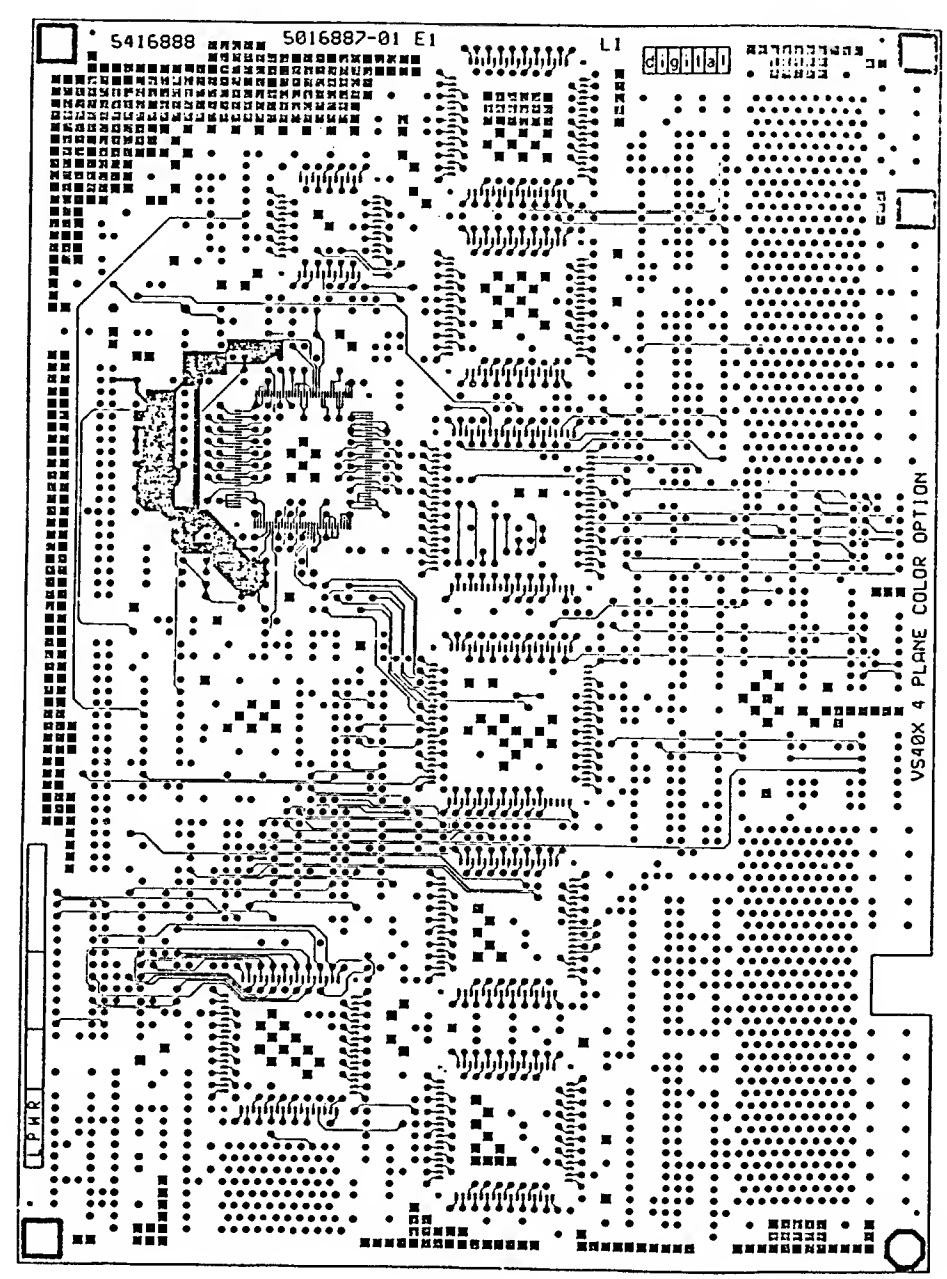 5416888
5016887-01 E1
L1
digital
VS40X 4 PLANE COLOR OPTION
LPWR